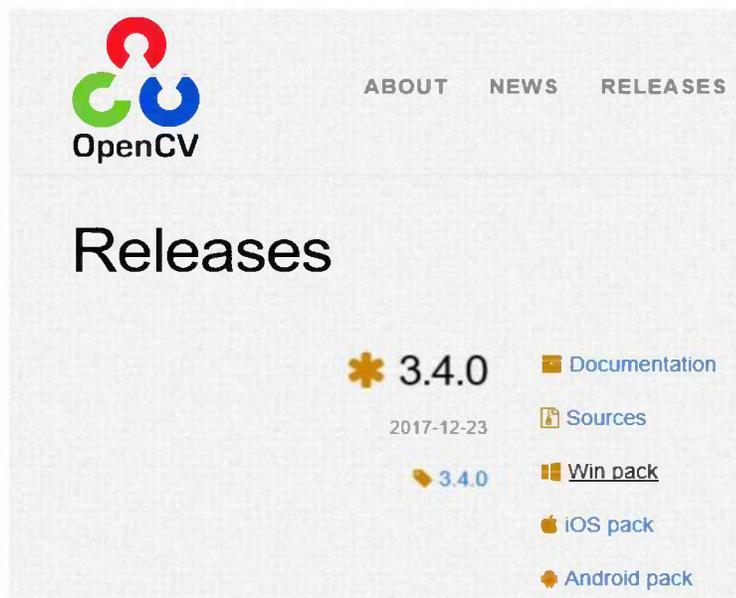 OpenCV
ABOUT NEWS RELEASES
Releases
3.4.0
2017-12-23
3.4.0
Documentation
Sources
Win pack
iOS pack
Android pack